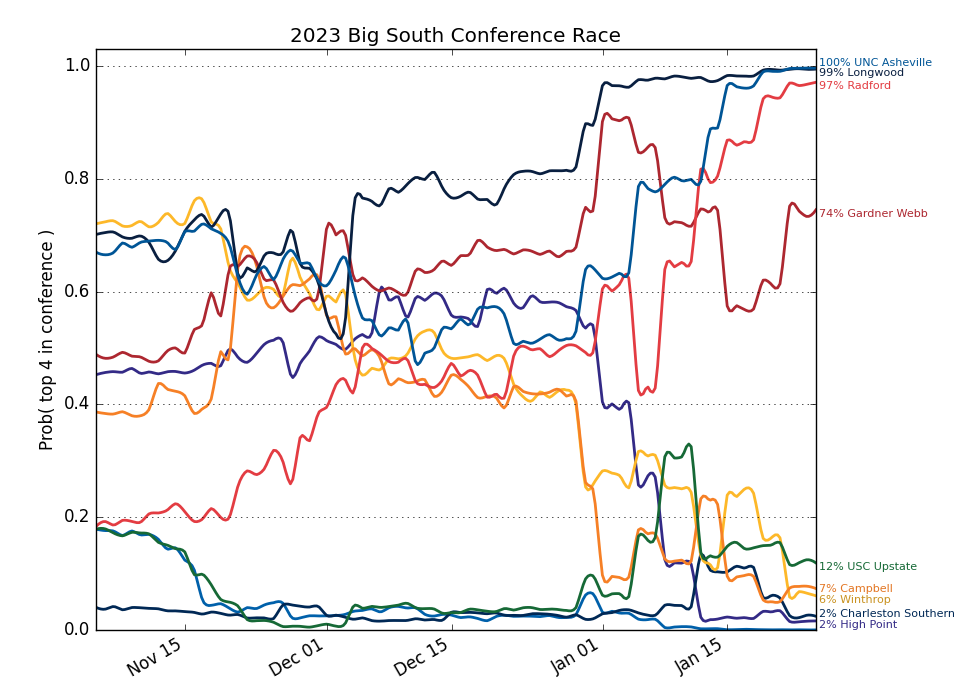 2023 Big South Conference Race
Prob( top 4 in conference )
1.0
0.8
0.6
0.4
0.2
0.0
Nov 15
Dec 01
Dec 15
Jan 01
Jan 15
100% UNC Asheville
99% Longwood
97% Radford
74% Gardner Webb
12% USC Upstate
7% Campbell
6% Winthrop
2% Charleston Southern
2% High Point